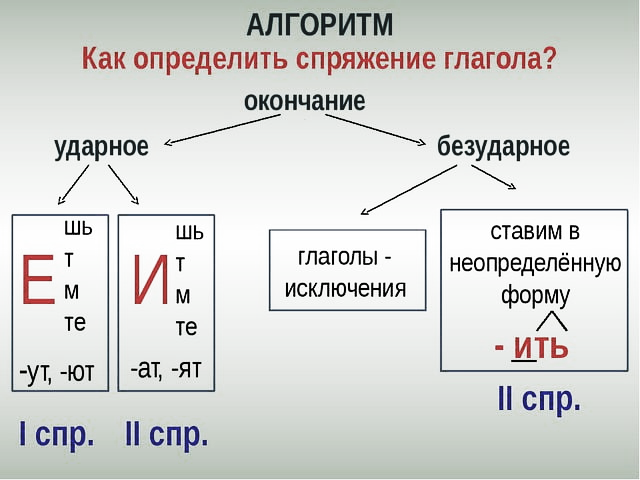 АЛГОРИТМ
Как определить спряжение глагола?
окончание
ударное
безударное
Е
шь
т
м
те
-ут, -ют
I спр.
И
шь
т
м
те
-ат, -ят
II спр.
глаголы -
исключения
ставим в
неопределённую
форму
- ить
II спр.